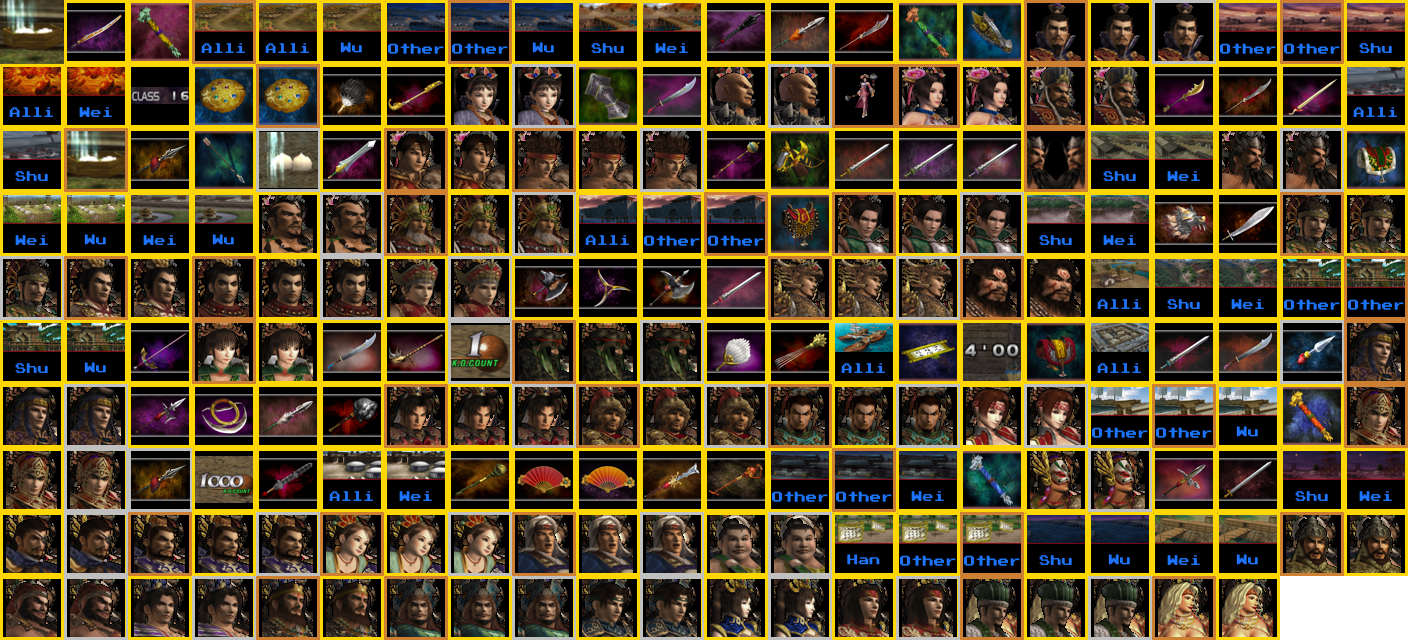 Alli Alli Wu Other Other Wu Shu Wei Other Other Shu
Alli Wei CLASS 16 Alli
Shu Shu Wei
Wei Wu Wei Wu Alli Other Other Shu Wei
Alli Shu Wei Other Other
Shu Wu 1 K.O.COUNT Alli 4'00 Alli
Other Other Wu
1000 K.O.COUNT Alli Wei Other Other Wei Shu Wei
Han Other Other Shu Wu Wei Wu